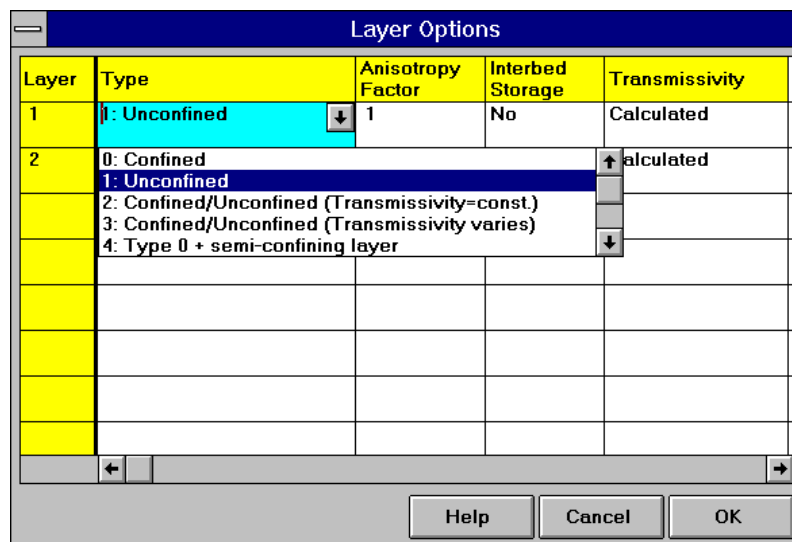 Layer Options
Layer Type Anisotropy Factor Interbed Storage Transmissivity
1 1: Unconfined 1 No Calculated
2 alculated
0: Confined
1: Unconfined
2: Confined/Unconfined (Transmissivity=const.)
3: Confined/Unconfined (Transmissivity varies)
4: Type 0 + semi-confining layer
Help Cancel OK